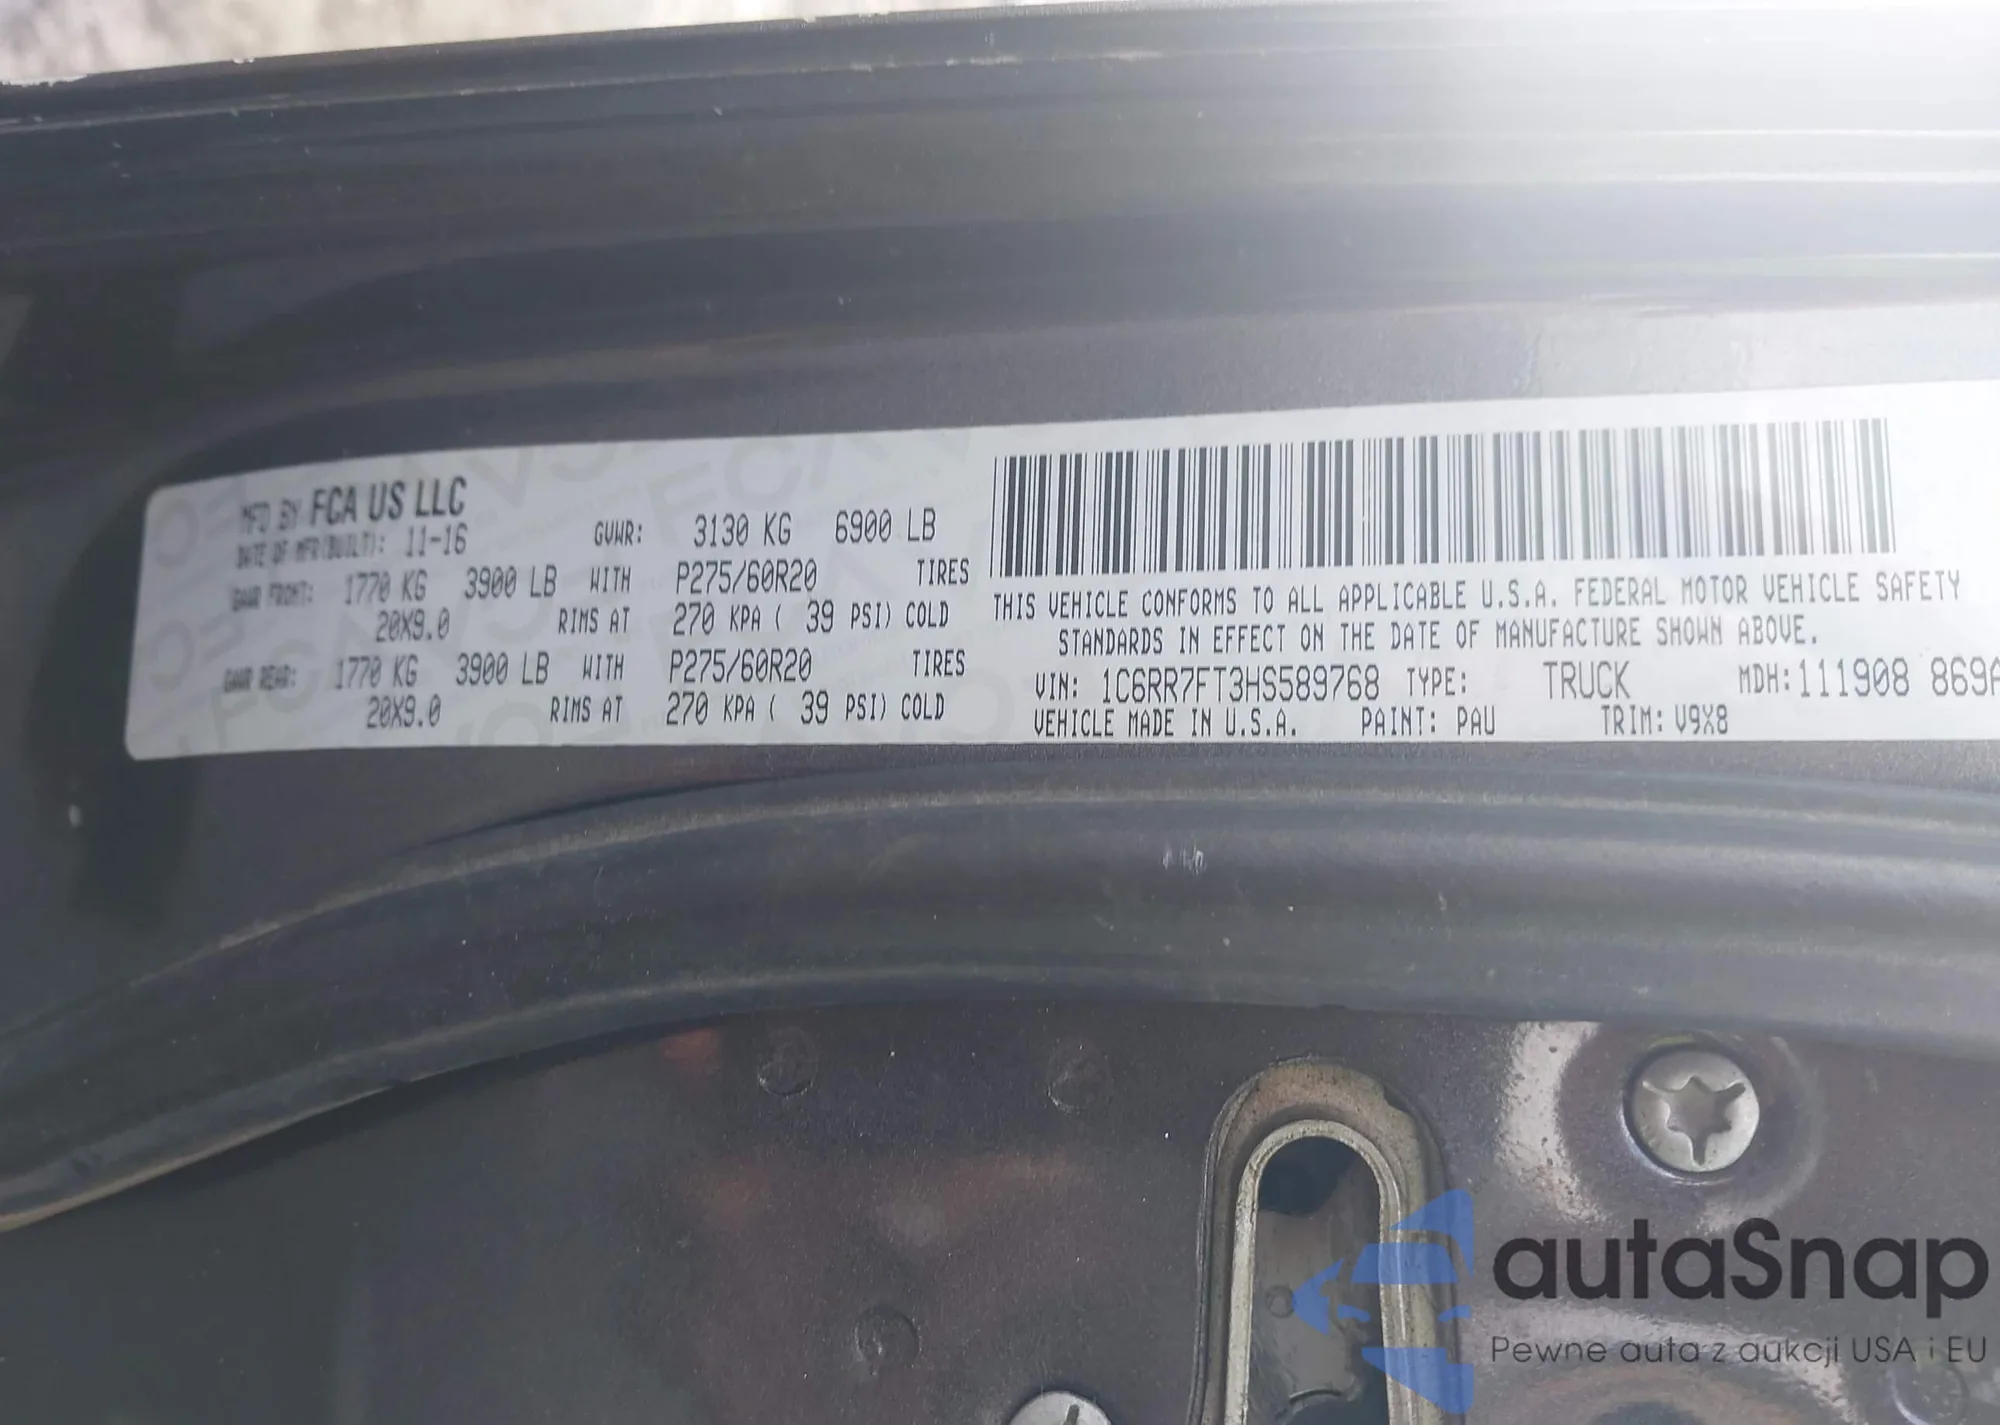 MFD BY FCA US LLC
DATE OF MFR(BUILT): 11-16 GVWR: 3130 KG 6900 LB
GAWR FRONT: 1770 KG 3900 LB WITH P275/60R20 TIRES
20X9.0 RIMS AT 270 KPA ( 39 PSI) COLD
GAWR REAR: 1770 KG 3900 LB WITH P275/60R20 TIRES
20X9.0 RIMS AT 270 KPA ( 39 PSI) COLD
THIS VEHICLE CONFORMS TO ALL APPLICABLE U.S.A. FEDERAL MOTOR VEHICLE SAFETY
STANDARDS IN EFFECT ON THE DATE OF MANUFACTURE SHOWN ABOVE.
VIN: 1C6RR7FT3HS589768 TYPE: TRUCK MDH:111908 869A
VEHICLE MADE IN U.S.A. PAINT: PAU TRIM: V9X8
autaSnap
Pewne auta z aukcji USA i EU